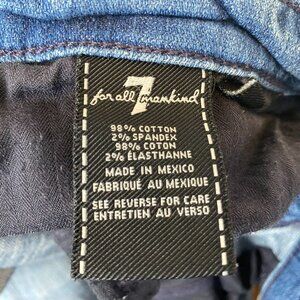 for all 7 mankind
98% COTTON
2% SPANDEX
98% COTON
2% ÉLASTHANNE
MADE IN MEXICO
FABRIQUÉ AU MEXIQUE
SEE REVERSE FOR CARE
ENTRETIEN AU VERSO